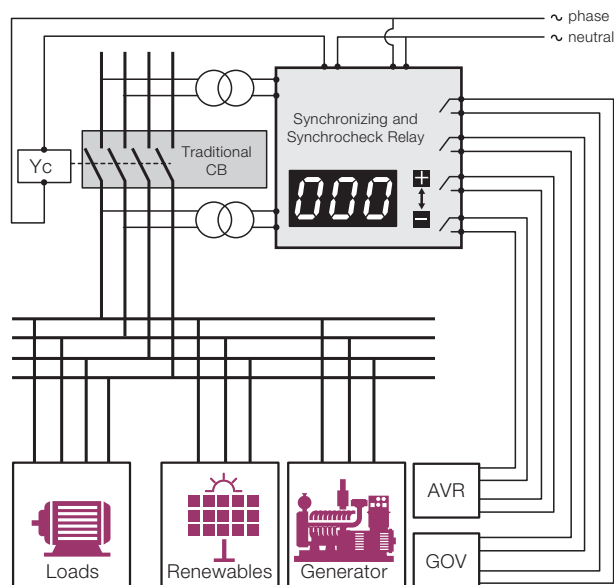 ~ phase
~ neutral
Synchronizing and
Synchrocheck Relay
Traditional
CB
Yc
000
+
−
AVR
GOV
Loads
Renewables
Generator